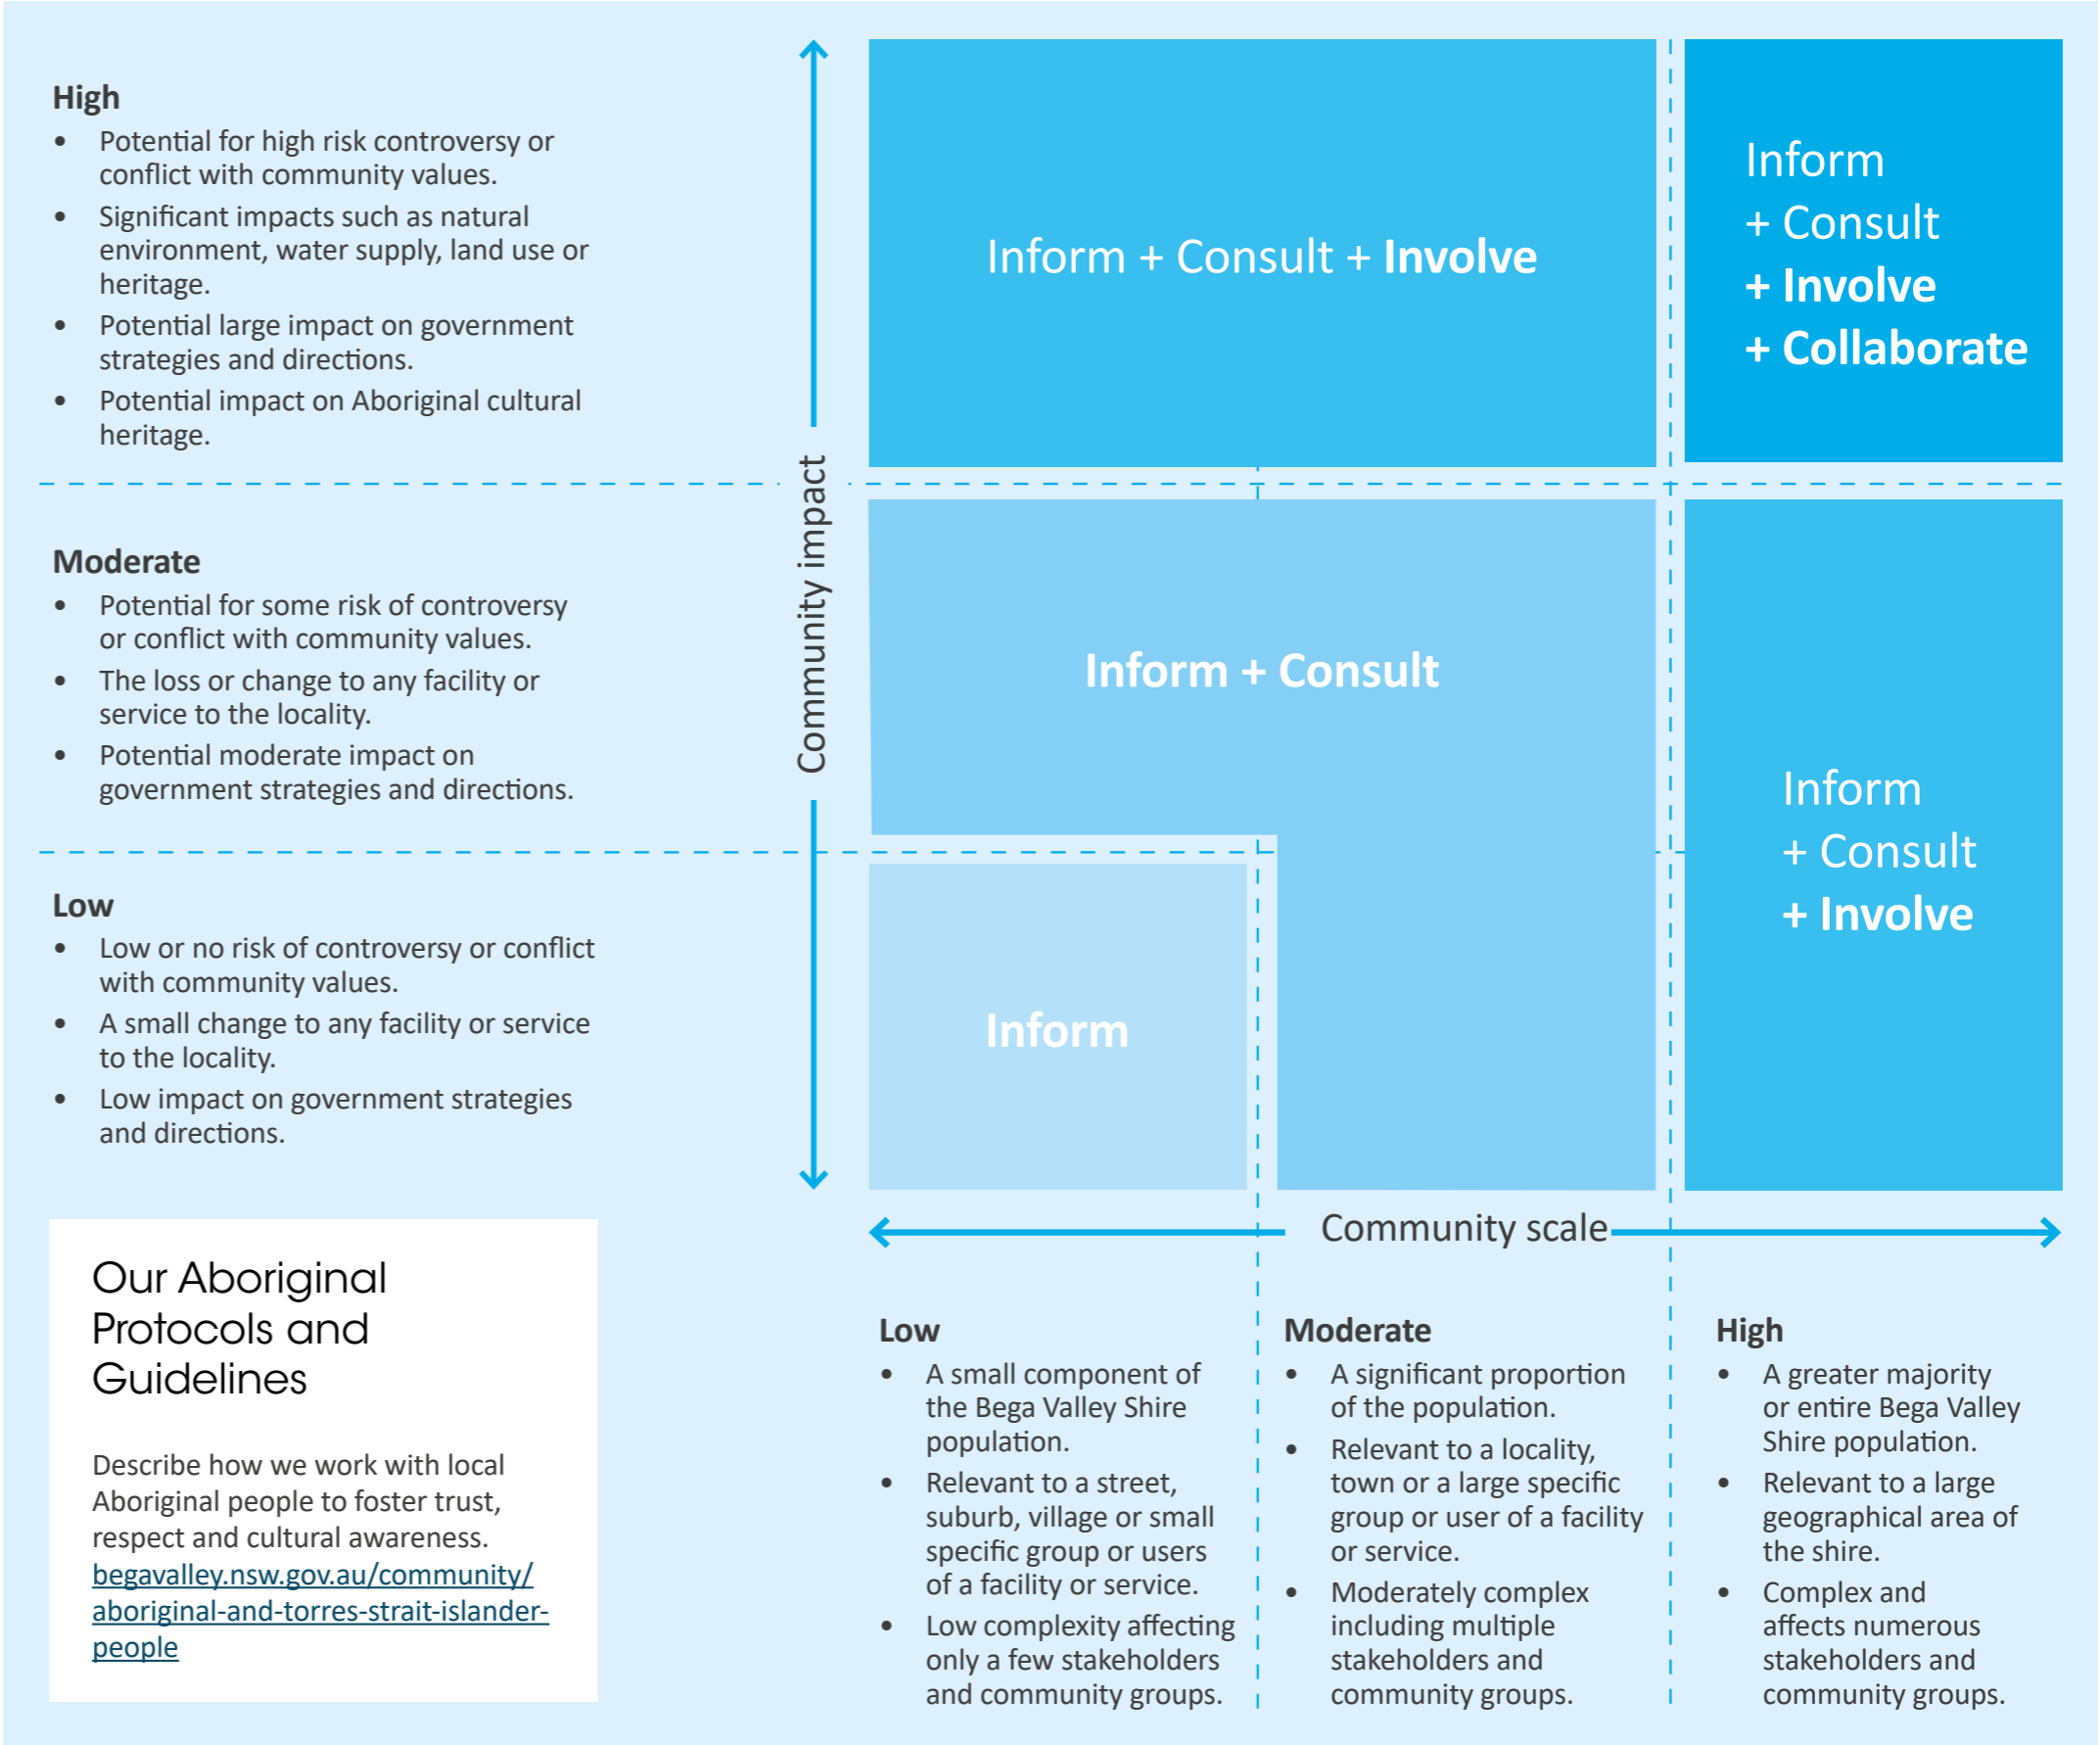 High
• Potential for high risk controversy or
conflict with community values.
• Significant impacts such as natural
environment, water supply, land use or
heritage.
• Potential large impact on government
strategies and directions.
• Potential impact on Aboriginal cultural
heritage.
Moderate
• Potential for some risk of controversy
or conflict with community values.
• The loss or change to any facility or
service to the locality.
• Potential moderate impact on
government strategies and directions.
Low
• Low or no risk of controversy or conflict
with community values.
• A small change to any facility or service
to the locality.
• Low impact on government strategies
and directions.
Community impact
Inform + Consult + Involve
Inform
+ Consult
+ Involve
+ Collaborate
Inform + Consult
Inform
+ Consult
+ Involve
Inform
Community scale
Low
• A small component of
the Bega Valley Shire
population.
• Relevant to a street,
suburb, village or small
specific group or users
of a facility or service.
• Low complexity affecting
only a few stakeholders
and community groups.
Moderate
• A significant proportion
of the population.
• Relevant to a locality,
town or a large specific
group or user of a facility
or service.
• Moderately complex
including multiple
stakeholders and
community groups.
High
• A greater majority
or entire Bega Valley
Shire population.
• Relevant to a large
geographical area of
the shire.
• Complex and
affects numerous
stakeholders and
community groups.
Our Aboriginal
Protocols and
Guidelines
Describe how we work with local
Aboriginal people to foster trust,
respect and cultural awareness.
begavalley.nsw.gov.au/community/
aboriginal-and-torres-strait-islander-
people